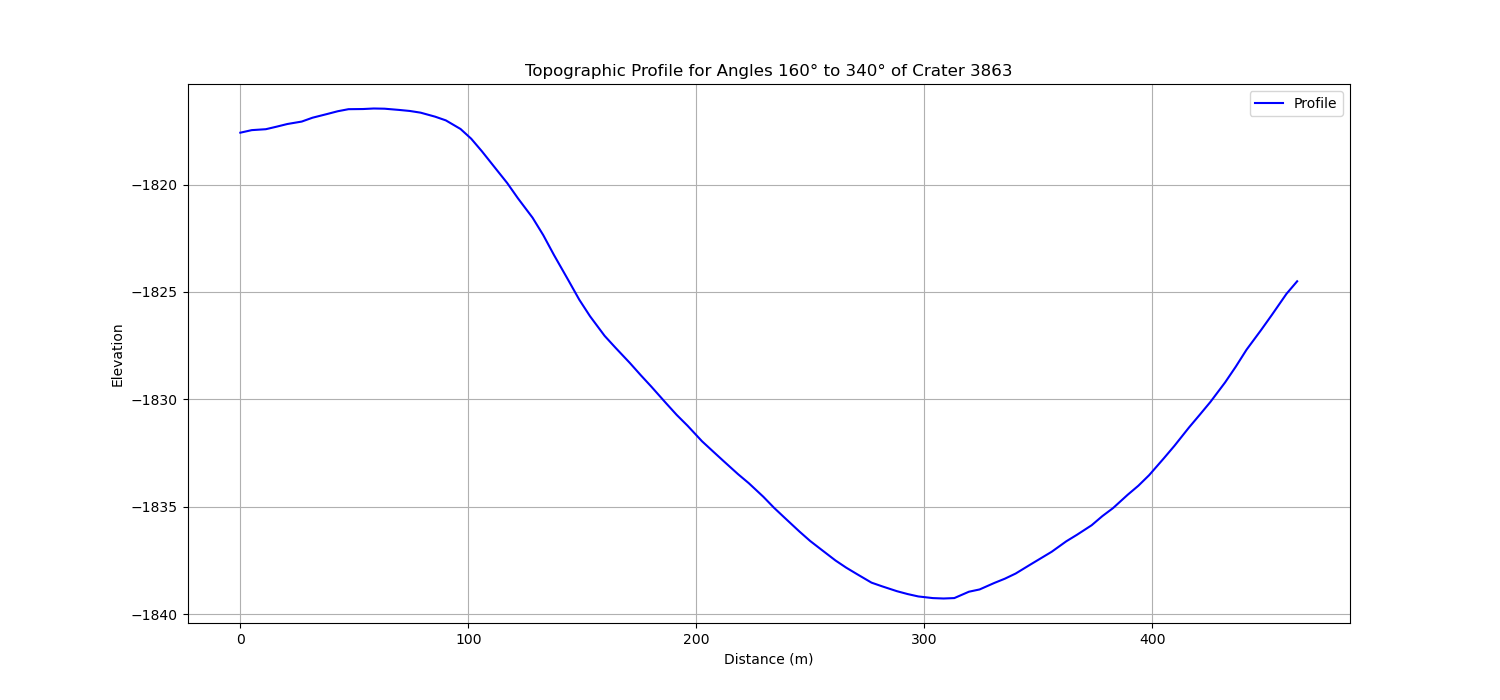 Topographic Profile for Angles 160° to 340° of Crater 3863
Profile
−1820
−1825
−1830
−1835
−1840
Elevation
0 100 200 300 400
Distance (m)